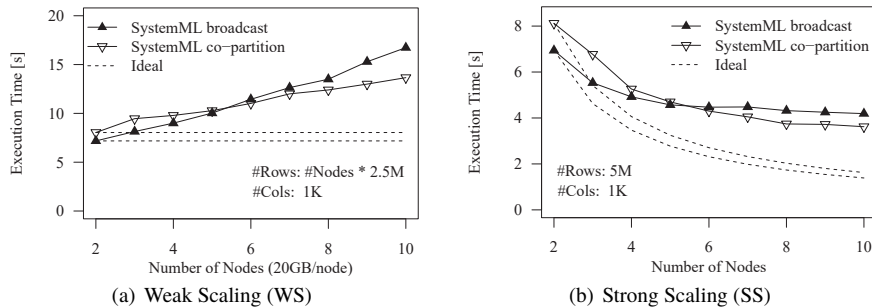 SystemML broadcast
SystemML co−partition
Ideal
Execution Time [s]
20
15
10
5
0
#Rows: #Nodes * 2.5M
#Cols: 1K
2 4 6 8 10
Number of Nodes (20GB/node)
(a) Weak Scaling (WS)
SystemML broadcast
SystemML co−partition
Ideal
Execution Time [s]
8
6
4
2
0
#Rows: 5M
#Cols: 1K
2 4 6 8 10
Number of Nodes
(b) Strong Scaling (SS)